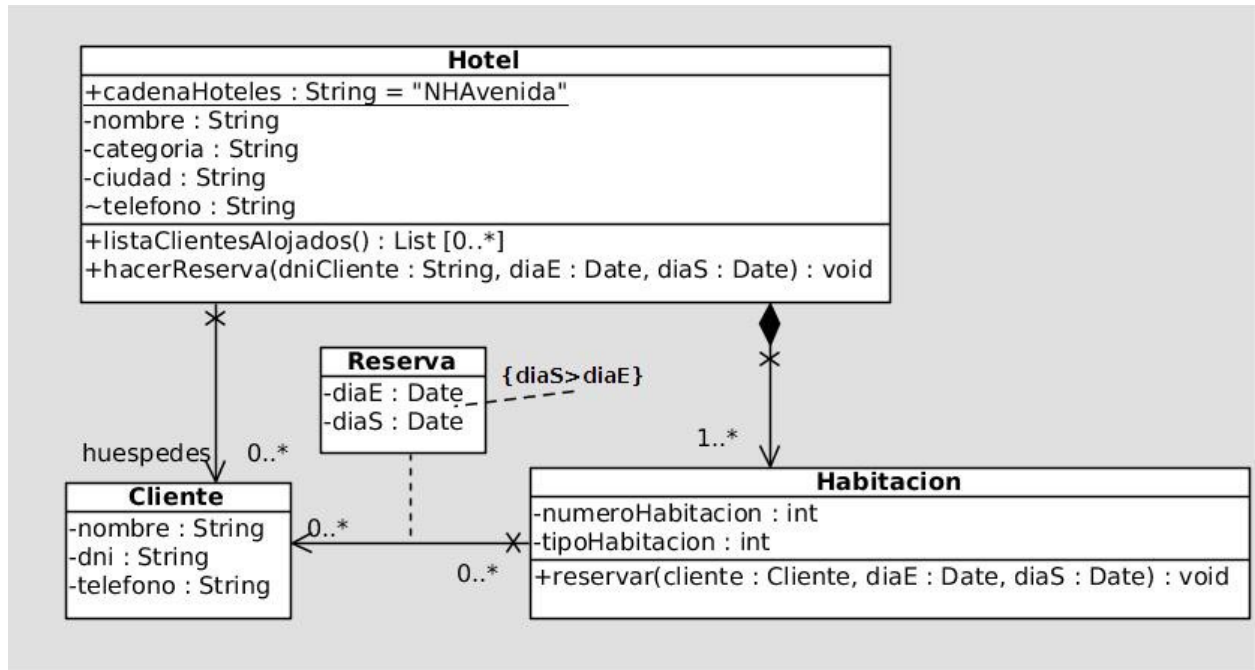 Hotel
+cadenaHoteles : String = "NHAvenida"
-nombre : String
-categoria : String
-ciudad : String
~telefono : String
+listaClientesAlojados() : List [0..*]
+hacerReserva(dniCliente : String, diaE : Date, diaS : Date) : void
Reserva
-diaE : Date
-diaS : Date
{diaS>diaE}
huespedes
0..*
1..*
Cliente
-nombre : String
-dni : String
-telefono : String
0..*
0..*
Habitacion
-numeroHabitacion : int
-tipoHabitacion : int
+reservar(cliente : Cliente, diaE : Date, diaS : Date) : void